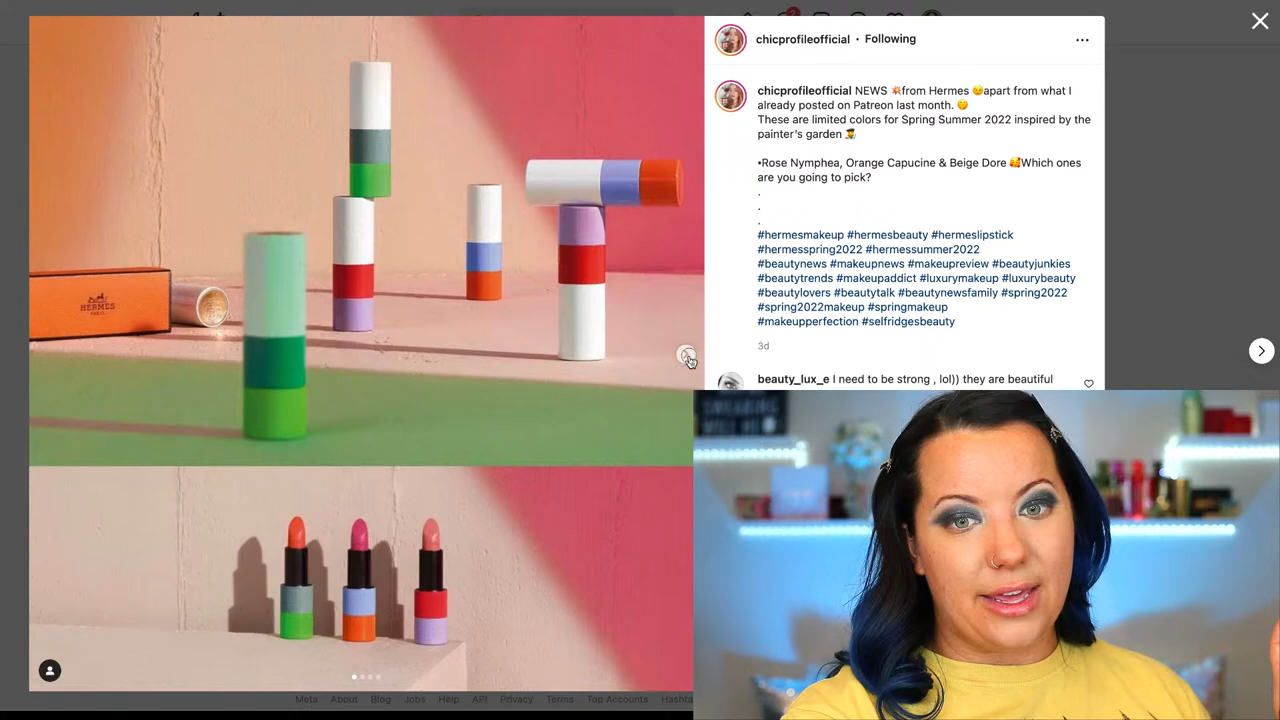 chicprofileofficial • Following
chicprofileofficial NEWS 💥from Hermes 😉apart from what I
already posted on Patreon last month. 😋
These are limited colors for Spring Summer 2022 inspired by the
painter's garden 👩‍🎨
•Rose Nymphea, Orange Capucine & Beige Dore 🥰Which ones
are you going to pick?
.
.
.
#hermesmakeup #hermesbeauty #hermeslipstick
#hermesspring2022 #hermessummer2022
#beautynews #makeupnews #makeupreview #beautyjunkies
#beautytrends #makeupaddict #luxurymakeup #luxurybeauty
#beautylovers #beautytalk #beautynewsfamily #spring2022
#spring2022makeup #springmakeup
#makeupperfection #selfridgesbeauty
3d
beauty_lux_e I need to be strong , lol)) they are beautiful
HERMÈS
PARIS
Meta About Blog Jobs Help API Privacy Terms Top Accounts Hashta